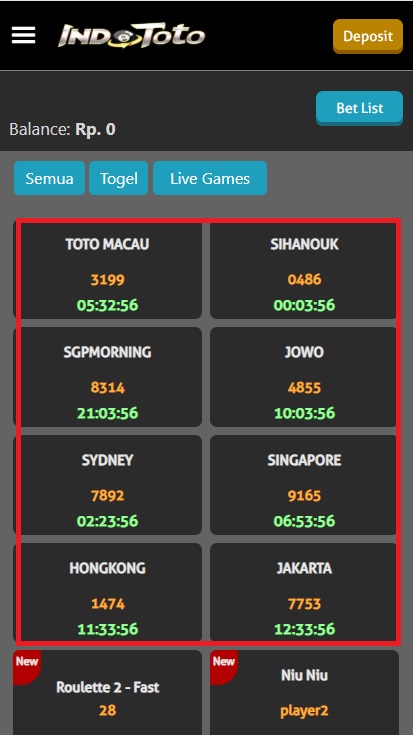 INDOToto
Deposit
Bet List
Balance: Rp. 0
Semua Togel Live Games
TOTO MACAU
3199
05:32:56
SIHANOUK
0486
00:03:56
SGPMORNING
8314
21:03:56
JOWO
4855
10:03:56
SYDNEY
7892
02:23:56
SINGAPORE
9165
06:53:56
HONGKONG
1474
11:33:56
JAKARTA
7753
12:33:56
New
Roulette 2 - Fast
28
New
Niu Niu
player2